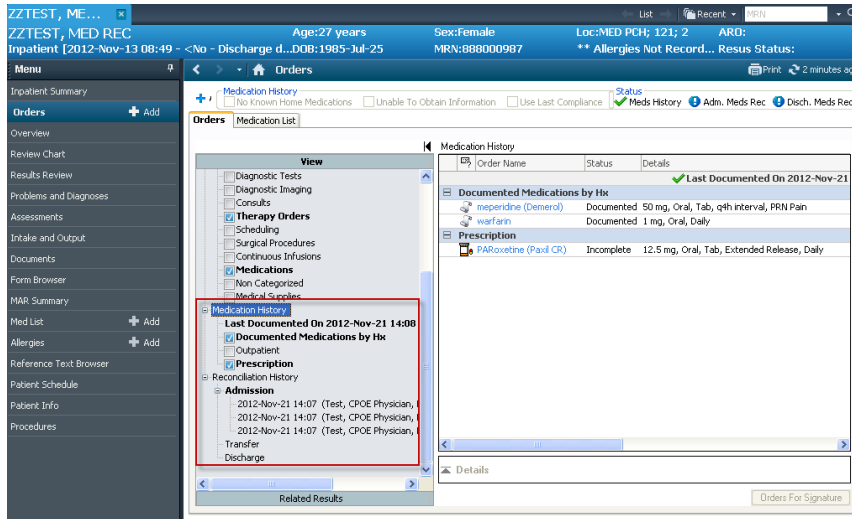 ZZTEST, ME...
List
Recent
MRN
ZZTEST, MED REC
Age:27 years
Sex:Female
Loc:MED PCH; 121; 2
ARO:
Inpatient [2012-Nov-13 08:49 - <No - Discharge d...
DOB:1985-Jul-25
MRN:888000987
** Allergies Not Record...
Resus Status:
Menu
Orders
Print
2 minutes ag
Inpatient Summary
Orders
Add
Overview
Review Chart
Results Review
Problems and Diagnoses
Assessments
Intake and Output
Documents
Form Browser
MAR Summary
Med List
Add
Allergies
Add
Reference Text Browser
Patient Schedule
Patient Info
Procedures
Medication History
No Known Home Medications
Unable To Obtain Information
Use Last Compliance
Status
Meds History
Adm. Meds Rec
Disch. Meds Rec
Orders
Medication List
View
Diagnostic Tests
Diagnostic Imaging
Consults
Therapy Orders
Scheduling
Surgical Procedures
Continuous Infusions
Medications
Non Categorized
Medical Supplies
Medication History
Last Documented On 2012-Nov-21 14:08
Documented Medications by Hx
Outpatient
Prescription
Reconciliation History
Admission
2012-Nov-21 14:07 (Test, CPOE Physician,
2012-Nov-21 14:07 (Test, CPOE Physician,
2012-Nov-21 14:07 (Test, CPOE Physician,
Transfer
Discharge
Related Results
Medication History
Order Name
Status
Details
Last Documented On 2012-Nov-21
Documented Medications by Hx
meperidine (Demerol)
Documented
50 mg, Oral, Tab, q4h interval, PRN Pain
warfarin
Documented
1 mg, Oral, Daily
Prescription
PARoxetine (Paxil CR)
Incomplete
12.5 mg, Oral, Tab, Extended Release, Daily
Details
Orders For Signature